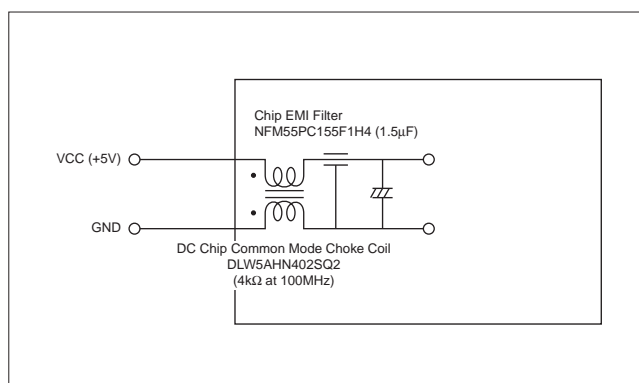 Chip EMI Filter
NFM55PC155F1H4 (1.5μF)
VCC (+5V)
GND
DC Chip Common Mode Choke Coil
DLW5AHN402SQ2
(4kΩ at 100MHz)